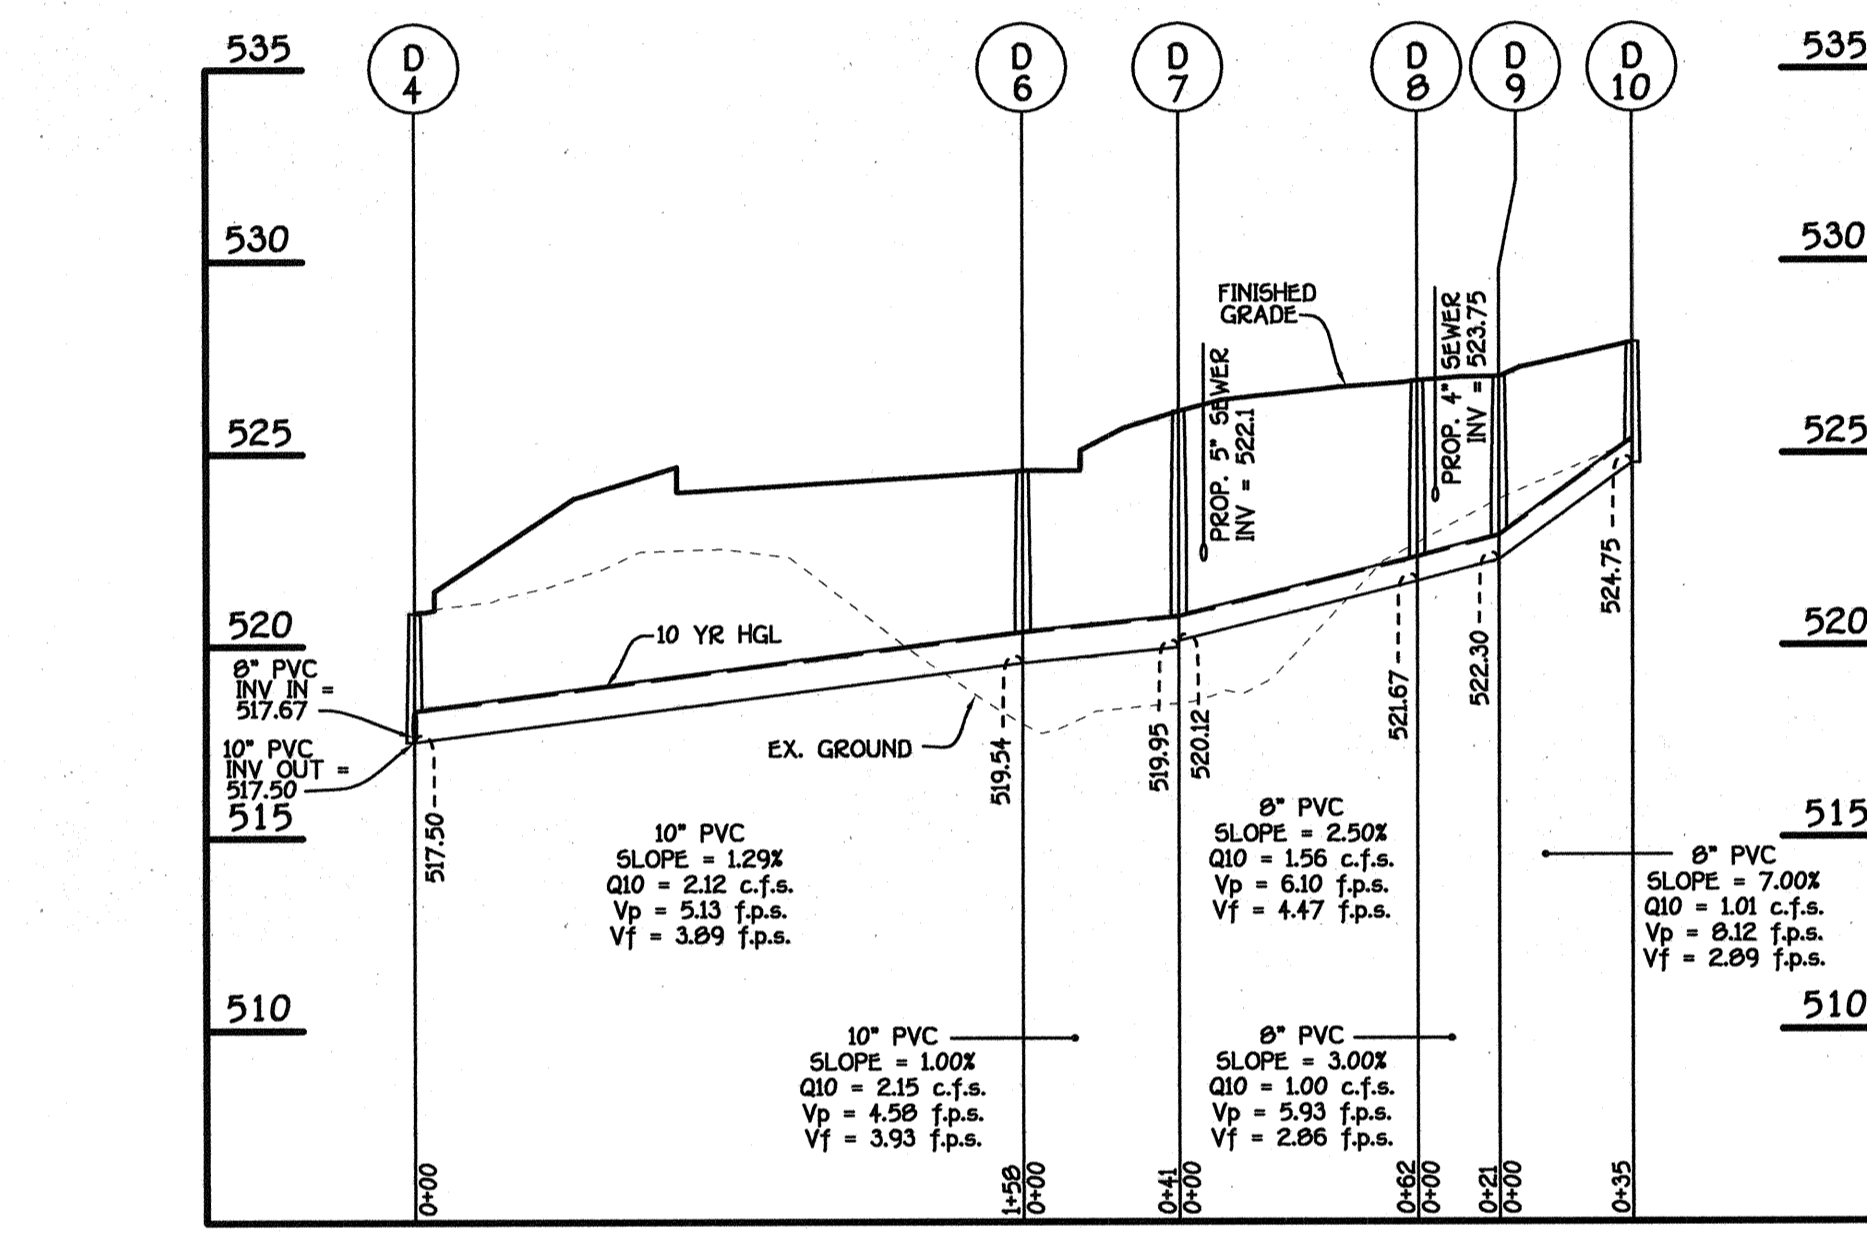 D
4
D
6
D
7
D
8
D
9
D
10
535
535
530
530
525
525
520
520
515
515
510
510
FINISHED
GRADE
PROP. 5" SEWER
INV = 522.1
PROP. 4" SEWER
INV = 523.75
10 YR HGL
EX. GROUND
8" PVC
INV IN =
517.67
10" PVC
INV OUT =
517.50
517.50
519.54
519.95
520.12
521.67
522.30
524.75
10" PVC
SLOPE = 1.29%
Q10 = 2.12 c.f.s.
Vp = 5.13 f.p.s.
Vf = 3.89 f.p.s.
8" PVC
SLOPE = 2.50%
Q10 = 1.56 c.f.s.
Vp = 6.10 f.p.s.
Vf = 4.47 f.p.s.
8" PVC
SLOPE = 7.00%
Q10 = 1.01 c.f.s.
Vp = 8.12 f.p.s.
Vf = 2.89 f.p.s.
10" PVC
SLOPE = 1.00%
Q10 = 2.15 c.f.s.
Vp = 4.58 f.p.s.
Vf = 3.93 f.p.s.
8" PVC
SLOPE = 3.00%
Q10 = 1.00 c.f.s.
Vp = 5.93 f.p.s.
Vf = 2.86 f.p.s.
0+00
1+58
0+00
0+41
0+00
0+62
0+00
0+21
0+00
0+35